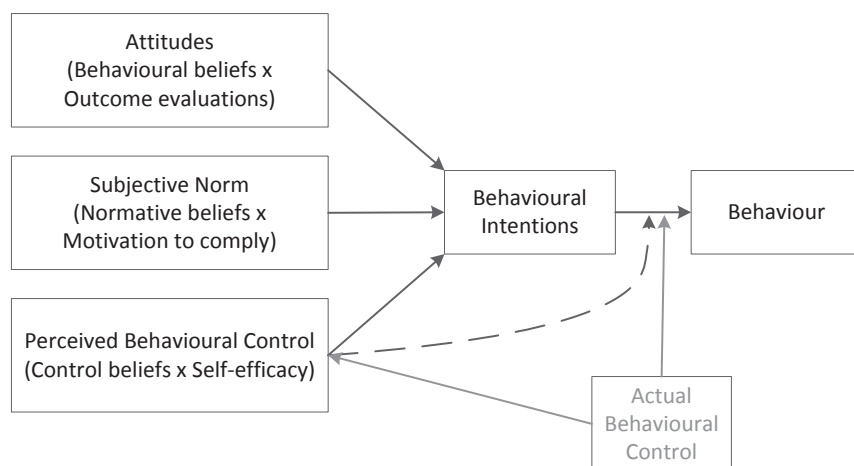 Attitudes
(Behavioural beliefs x
Outcome evaluations)
Subjective Norm
(Normative beliefs x
Motivation to comply)
Perceived Behavioural Control
(Control beliefs x Self-efficacy)
Behavioural
Intentions
Behaviour
Actual
Behavioural
Control